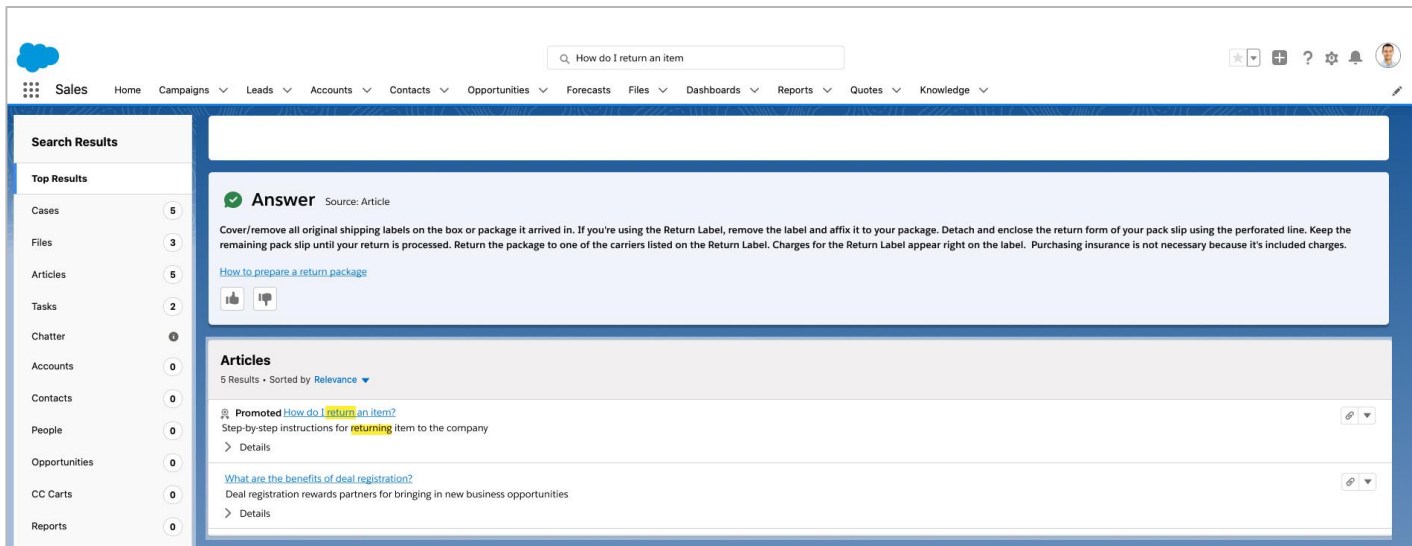 How do I return an item
Sales Home Campaigns Leads Accounts Contacts Opportunities Forecasts Files Dashboards Reports Quotes Knowledge
Search Results
Top Results
Cases 5
Files 3
Articles 5
Tasks 2
Chatter
Accounts 0
Contacts 0
People 0
Opportunities 0
CC Carts 0
Reports 0
Answer Source: Article
Cover/remove all original shipping labels on the box or package it arrived in. If you're using the Return Label, remove the label and affix it to your package. Detach and enclose the return form of your pack slip using the perforated line. Keep the
remaining pack slip until your return is processed. Return the package to one of the carriers listed on the Return Label. Charges for the Return Label appear right on the label. Purchasing insurance is not necessary because it's included charges.
How to prepare a return package
Articles
5 Results • Sorted by Relevance
Promoted How do I return an item?
Step-by-step instructions for returning item to the company
Details
What are the benefits of deal registration?
Deal registration rewards partners for bringing in new business opportunities
Details